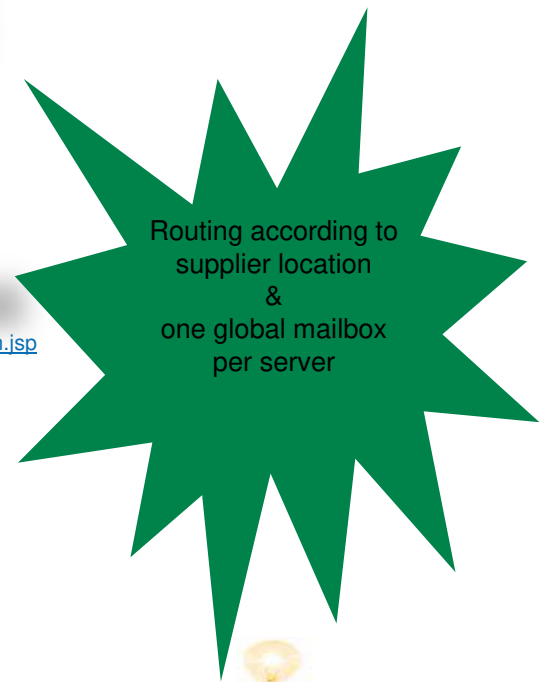 Routing according to
supplier location
&
n.jsp
one global mailbox
per server